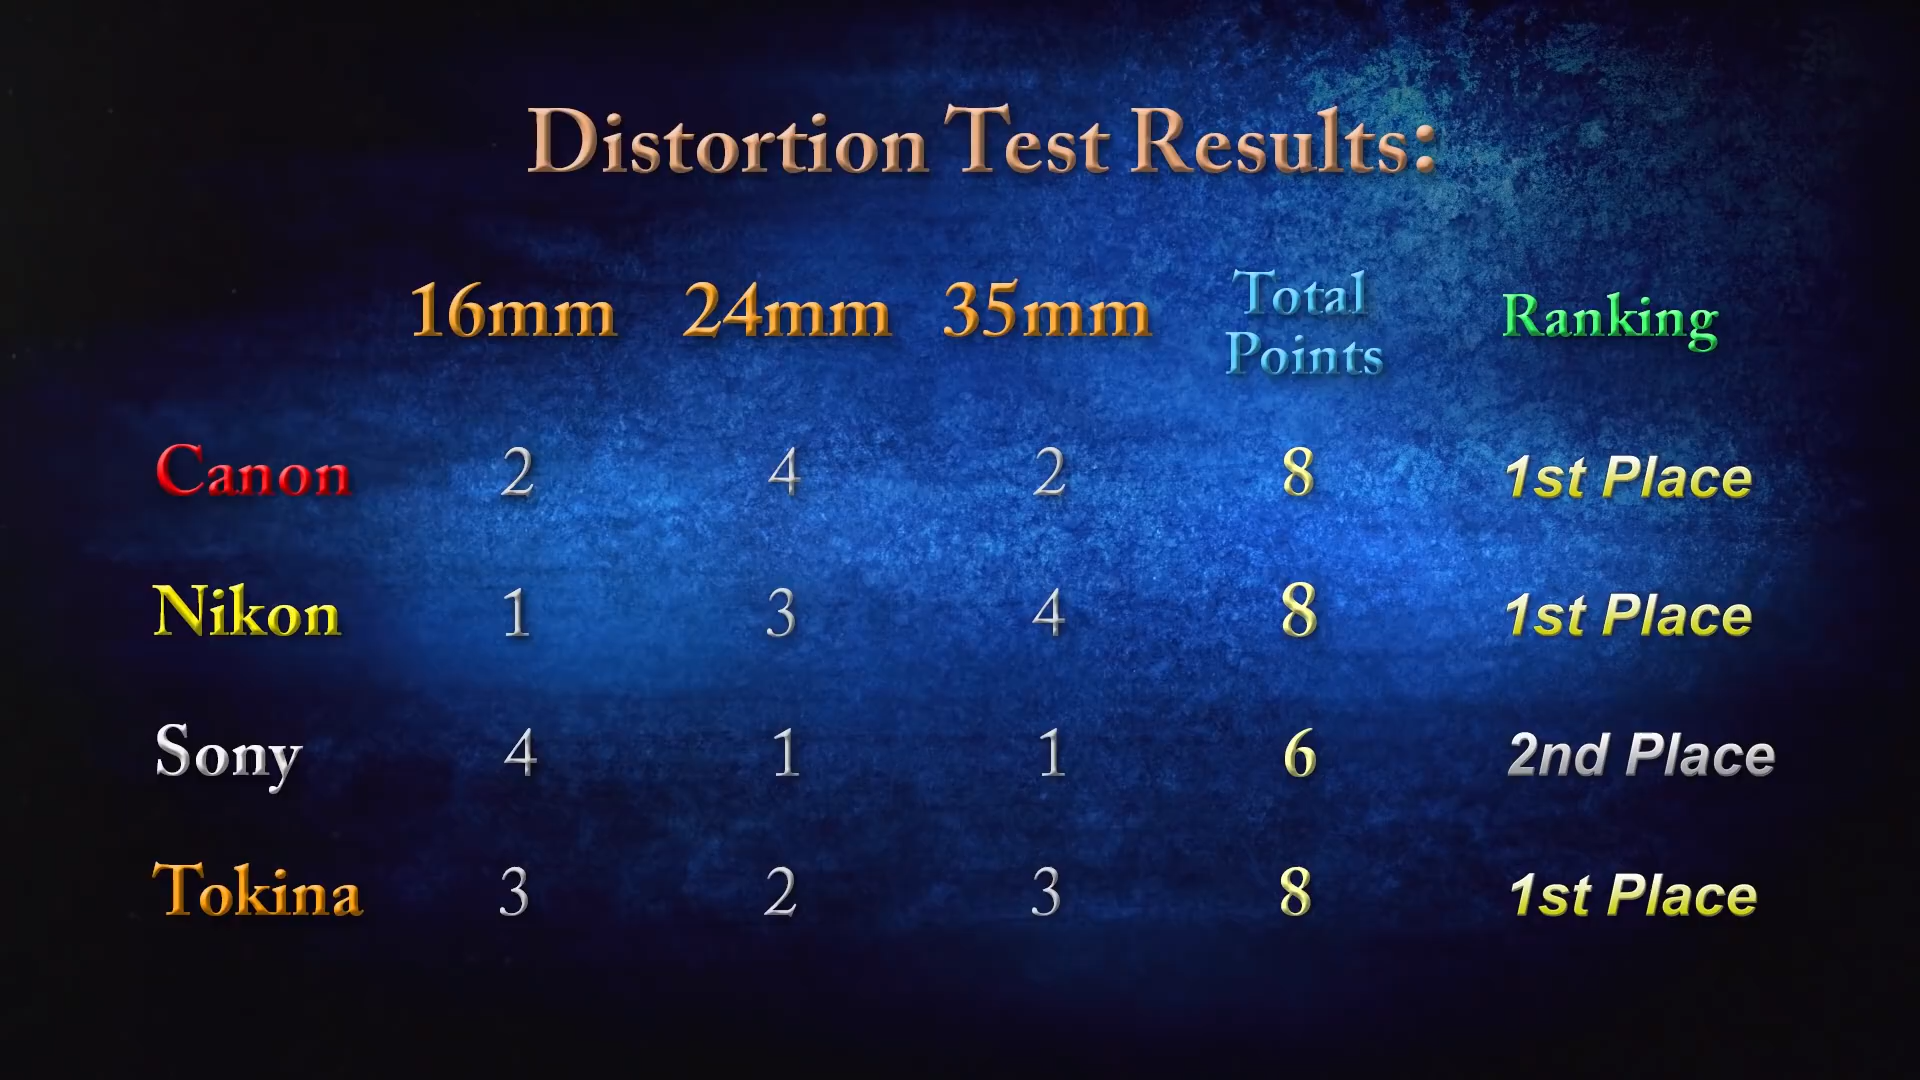 Distortion Test Results:
16mm 24mm 35mm Total Points Ranking
Canon 2 4 2 8 1st Place
Nikon 1 3 4 8 1st Place
Sony 4 1 1 6 2nd Place
Tokina 3 2 3 8 1st Place